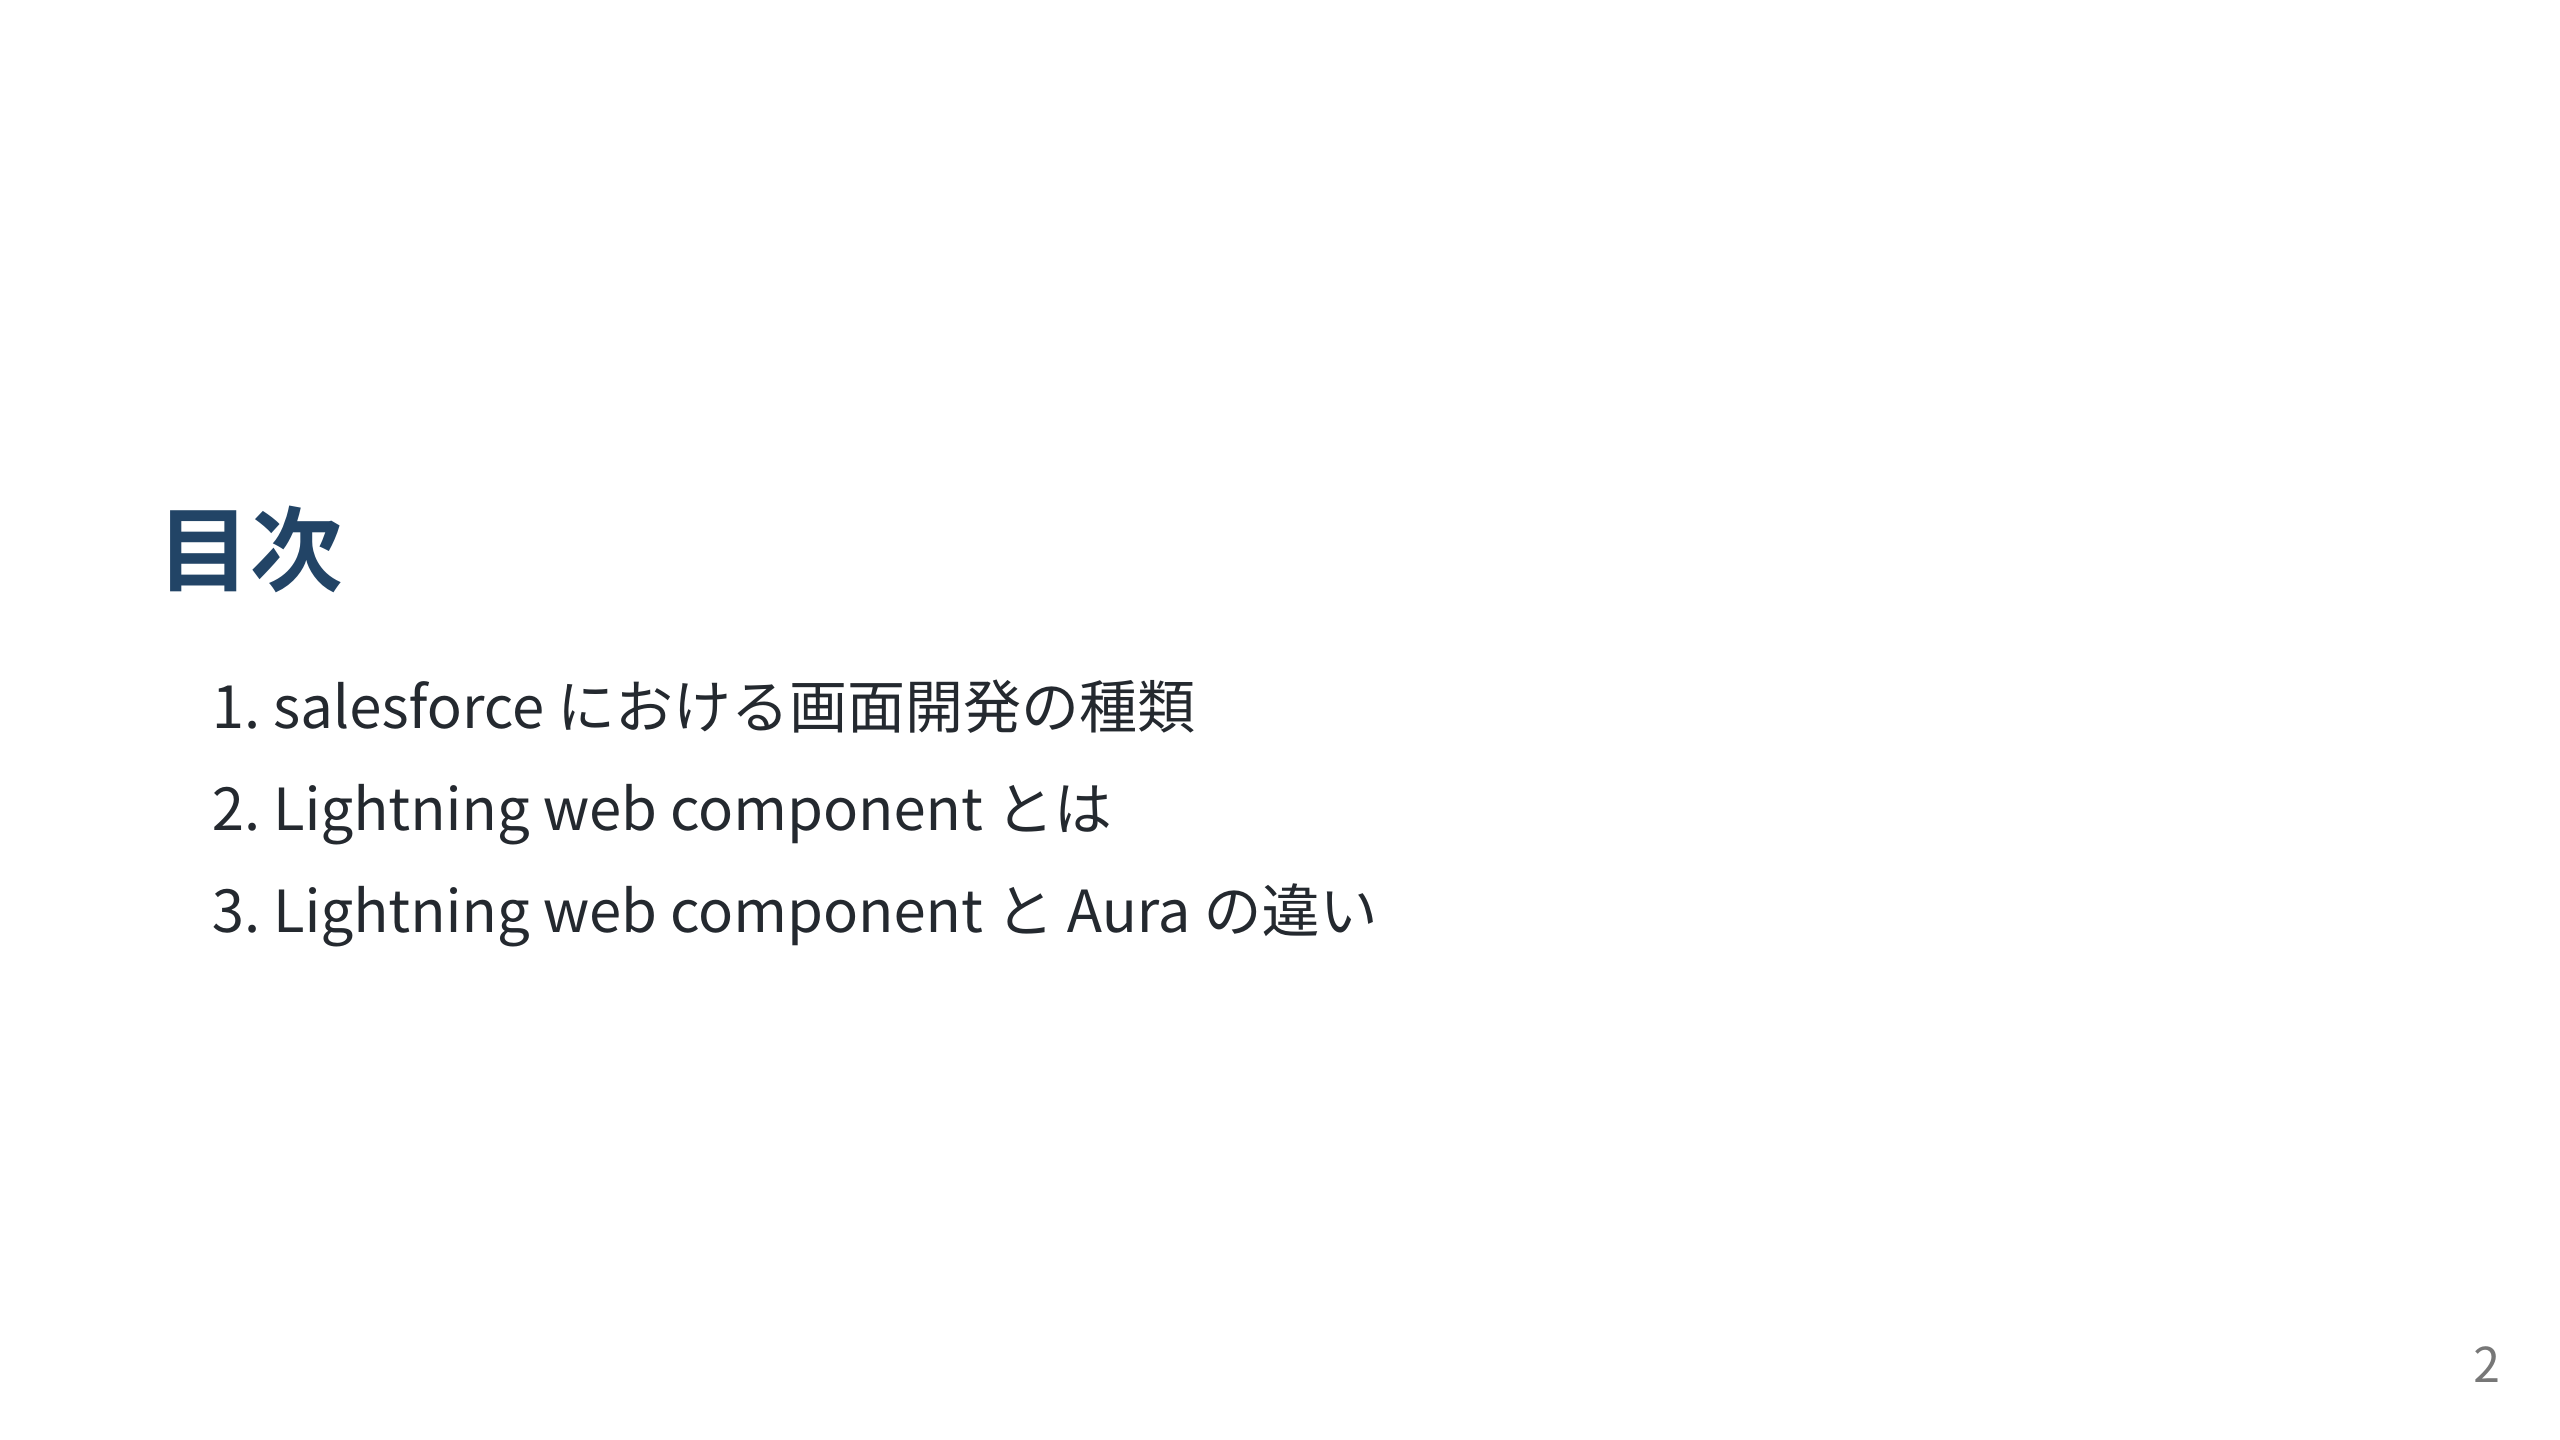 目次
1. salesforce における画面開発の種類
2. Lightning web component とは
3. Lightning web component と Aura の違い
2